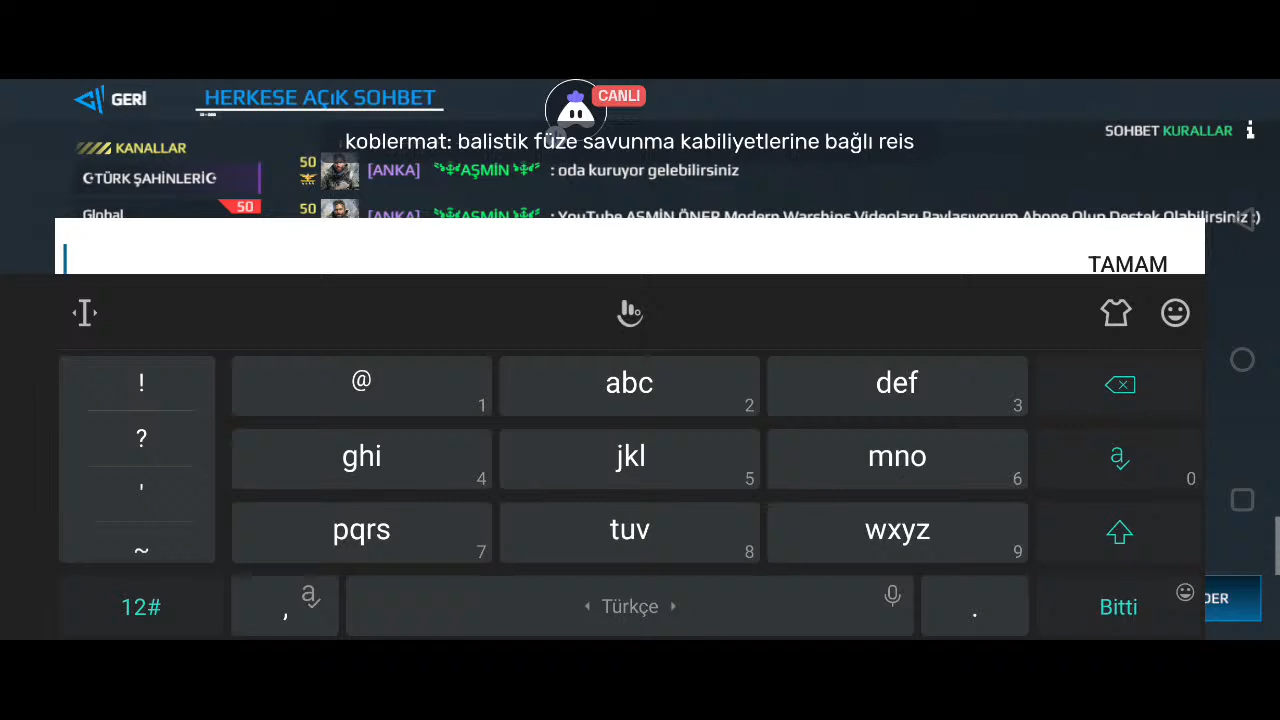 GERİ
HERKESE AÇıK SOHBET
CANLI
koblermat: balistik füze savunma kabiliyetlerine bağlı reis
SOHBET KURALLAR
KANALLAR
TÜRK ŞAHİNLERİ
50 [ANKA] AŞMİN : oda kuruyor gelebilirsiniz
Global 50
50 [ANKA] AŞMİN : YouTube AŞMİN ÖNER Modern Warships Videoları Paylaşıyorum Abone Olup Destek Olabilirsiniz :)
TAMAM
! @ 1 abc 2 def 3
? ghi 4 jkl 5 mno 6 a 0
' pqrs 7 tuv 8 wxyz 9
~
12# , a Türkçe . Bitti
DER